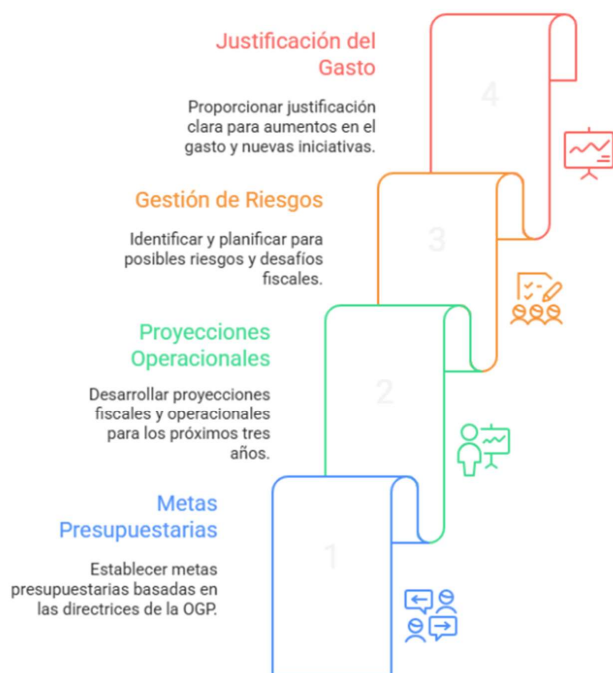 Justificación del
Gasto
4
Proporcionar justificación
clara para aumentos en el
gasto y nuevas iniciativas.
Gestión de Riesgos
3
Identificar y planificar para
posibles riesgos y desafíos
fiscales.
Proyecciones
Operacionales
2
Desarrollar proyecciones
fiscales y operacionales
para los próximos tres
años.
Metas
Presupuestarias
1
Establecer metas
presupuestarias basadas en
las directrices de la OGP.